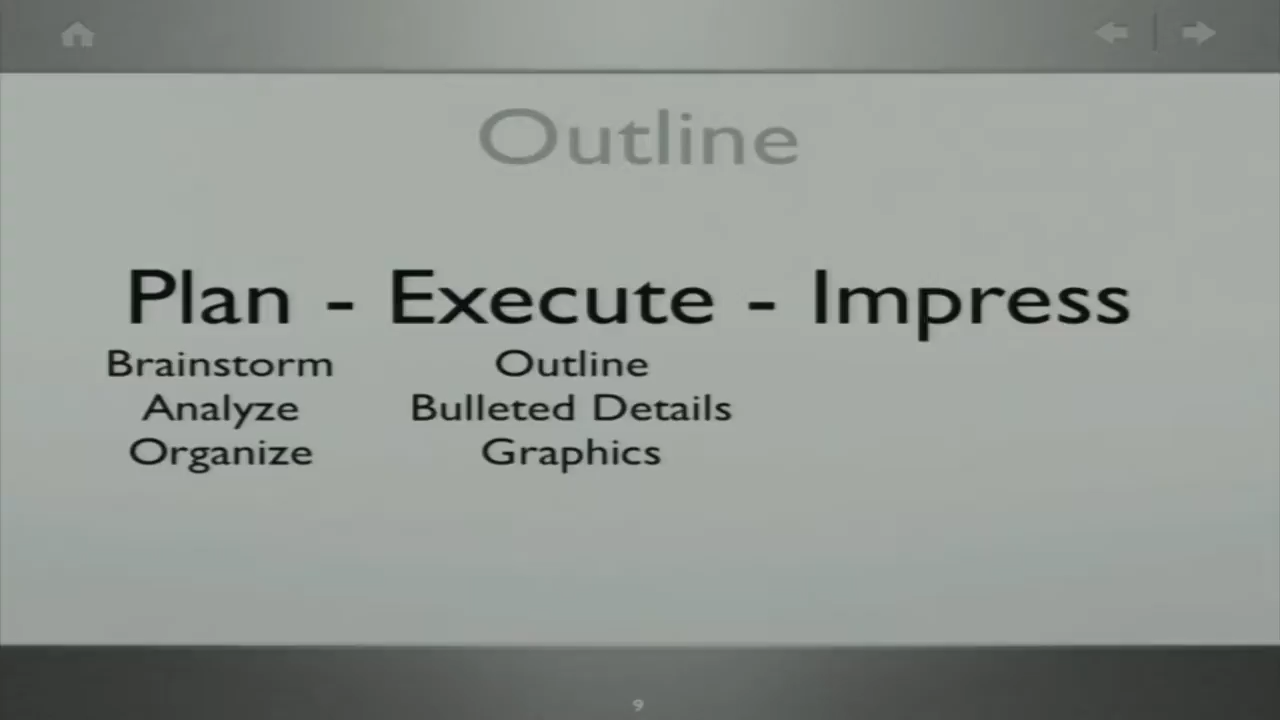 Outline
Plan - Execute - Impress
Brainstorm Outline
Analyze Bulleted Details
Organize Graphics
9